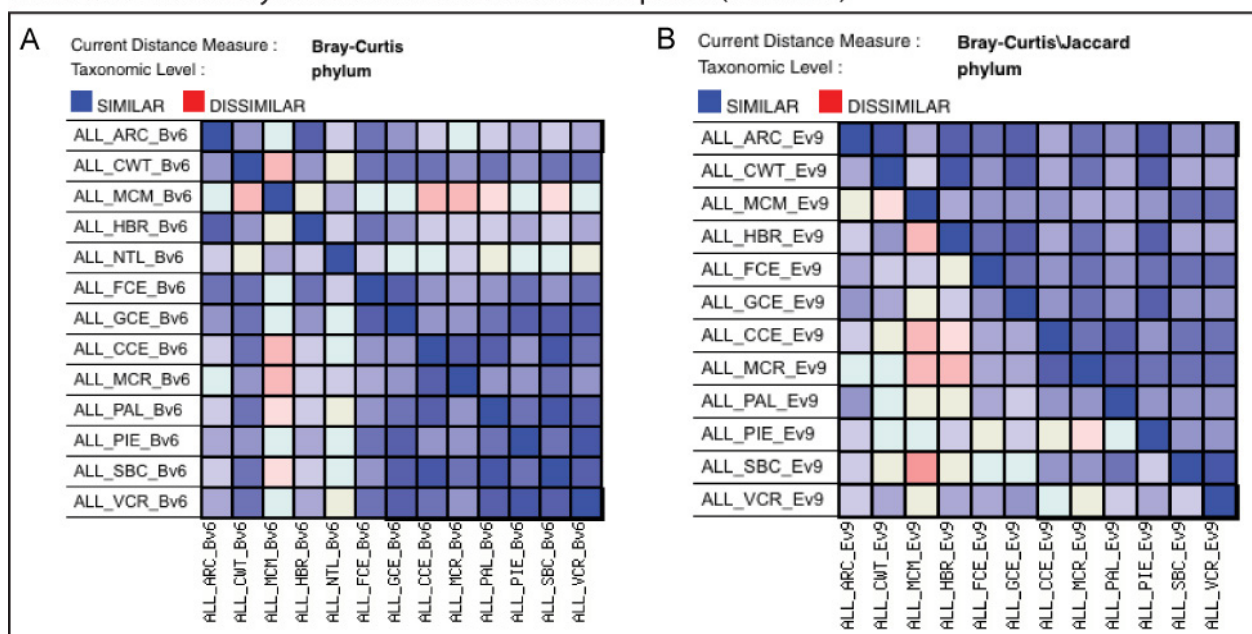 A
Current Distance Measure : Bray-Curtis
Taxonomic Level : phylum
SIMILAR DISSIMILAR
ALL_ARC_Bv6
ALL_CWT_Bv6
ALL_MCM_Bv6
ALL_HBR_Bv6
ALL_NTL_Bv6
ALL_FCE_Bv6
ALL_GCE_Bv6
ALL_CCE_Bv6
ALL_MCR_Bv6
ALL_PAL_Bv6
ALL_PIE_Bv6
ALL_SBC_Bv6
ALL_VCR_Bv6
ALL_ARC_Bv6
ALL_CWT_Bv6
ALL_MCM_Bv6
ALL_HBR_Bv6
ALL_NTL_Bv6
ALL_FCE_Bv6
ALL_GCE_Bv6
ALL_CCE_Bv6
ALL_MCR_Bv6
ALL_PAL_Bv6
ALL_PIE_Bv6
ALL_SBC_Bv6
ALL_VCR_Bv6
B
Current Distance Measure : Bray-Curtis\Jaccard
Taxonomic Level : phylum
SIMILAR DISSIMILAR
ALL_ARC_Ev9
ALL_CWT_Ev9
ALL_MCM_Ev9
ALL_HBR_Ev9
ALL_FCE_Ev9
ALL_GCE_Ev9
ALL_CCE_Ev9
ALL_MCR_Ev9
ALL_PAL_Ev9
ALL_PIE_Ev9
ALL_SBC_Ev9
ALL_VCR_Ev9
ALL_ARC_Ev9
ALL_CWT_Ev9
ALL_MCM_Ev9
ALL_HBR_Ev9
ALL_FCE_Ev9
ALL_GCE_Ev9
ALL_CCE_Ev9
ALL_MCR_Ev9
ALL_PAL_Ev9
ALL_PIE_Ev9
ALL_SBC_Ev9
ALL_VCR_Ev9